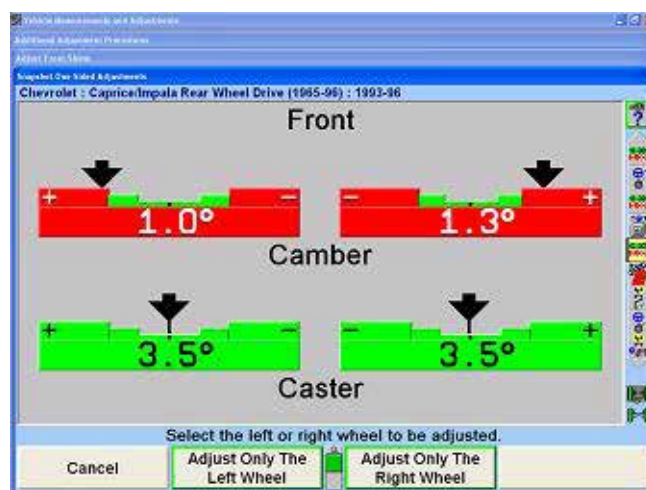 Vehicle Measurements and Adjustments
Additional Adjustment Procedures
Adjust Front Shims
Snapshot One-Sided Adjustments
Chevrolet : Caprice/Impala Rear Wheel Drive (1965-96) : 1993-96
Front
+ − − +
1.0° 1.3°
Camber
+ − − +
3.5° 3.5°
Caster
Select the left or right wheel to be adjusted.
Cancel
Adjust Only The
Left Wheel
Adjust Only The
Right Wheel